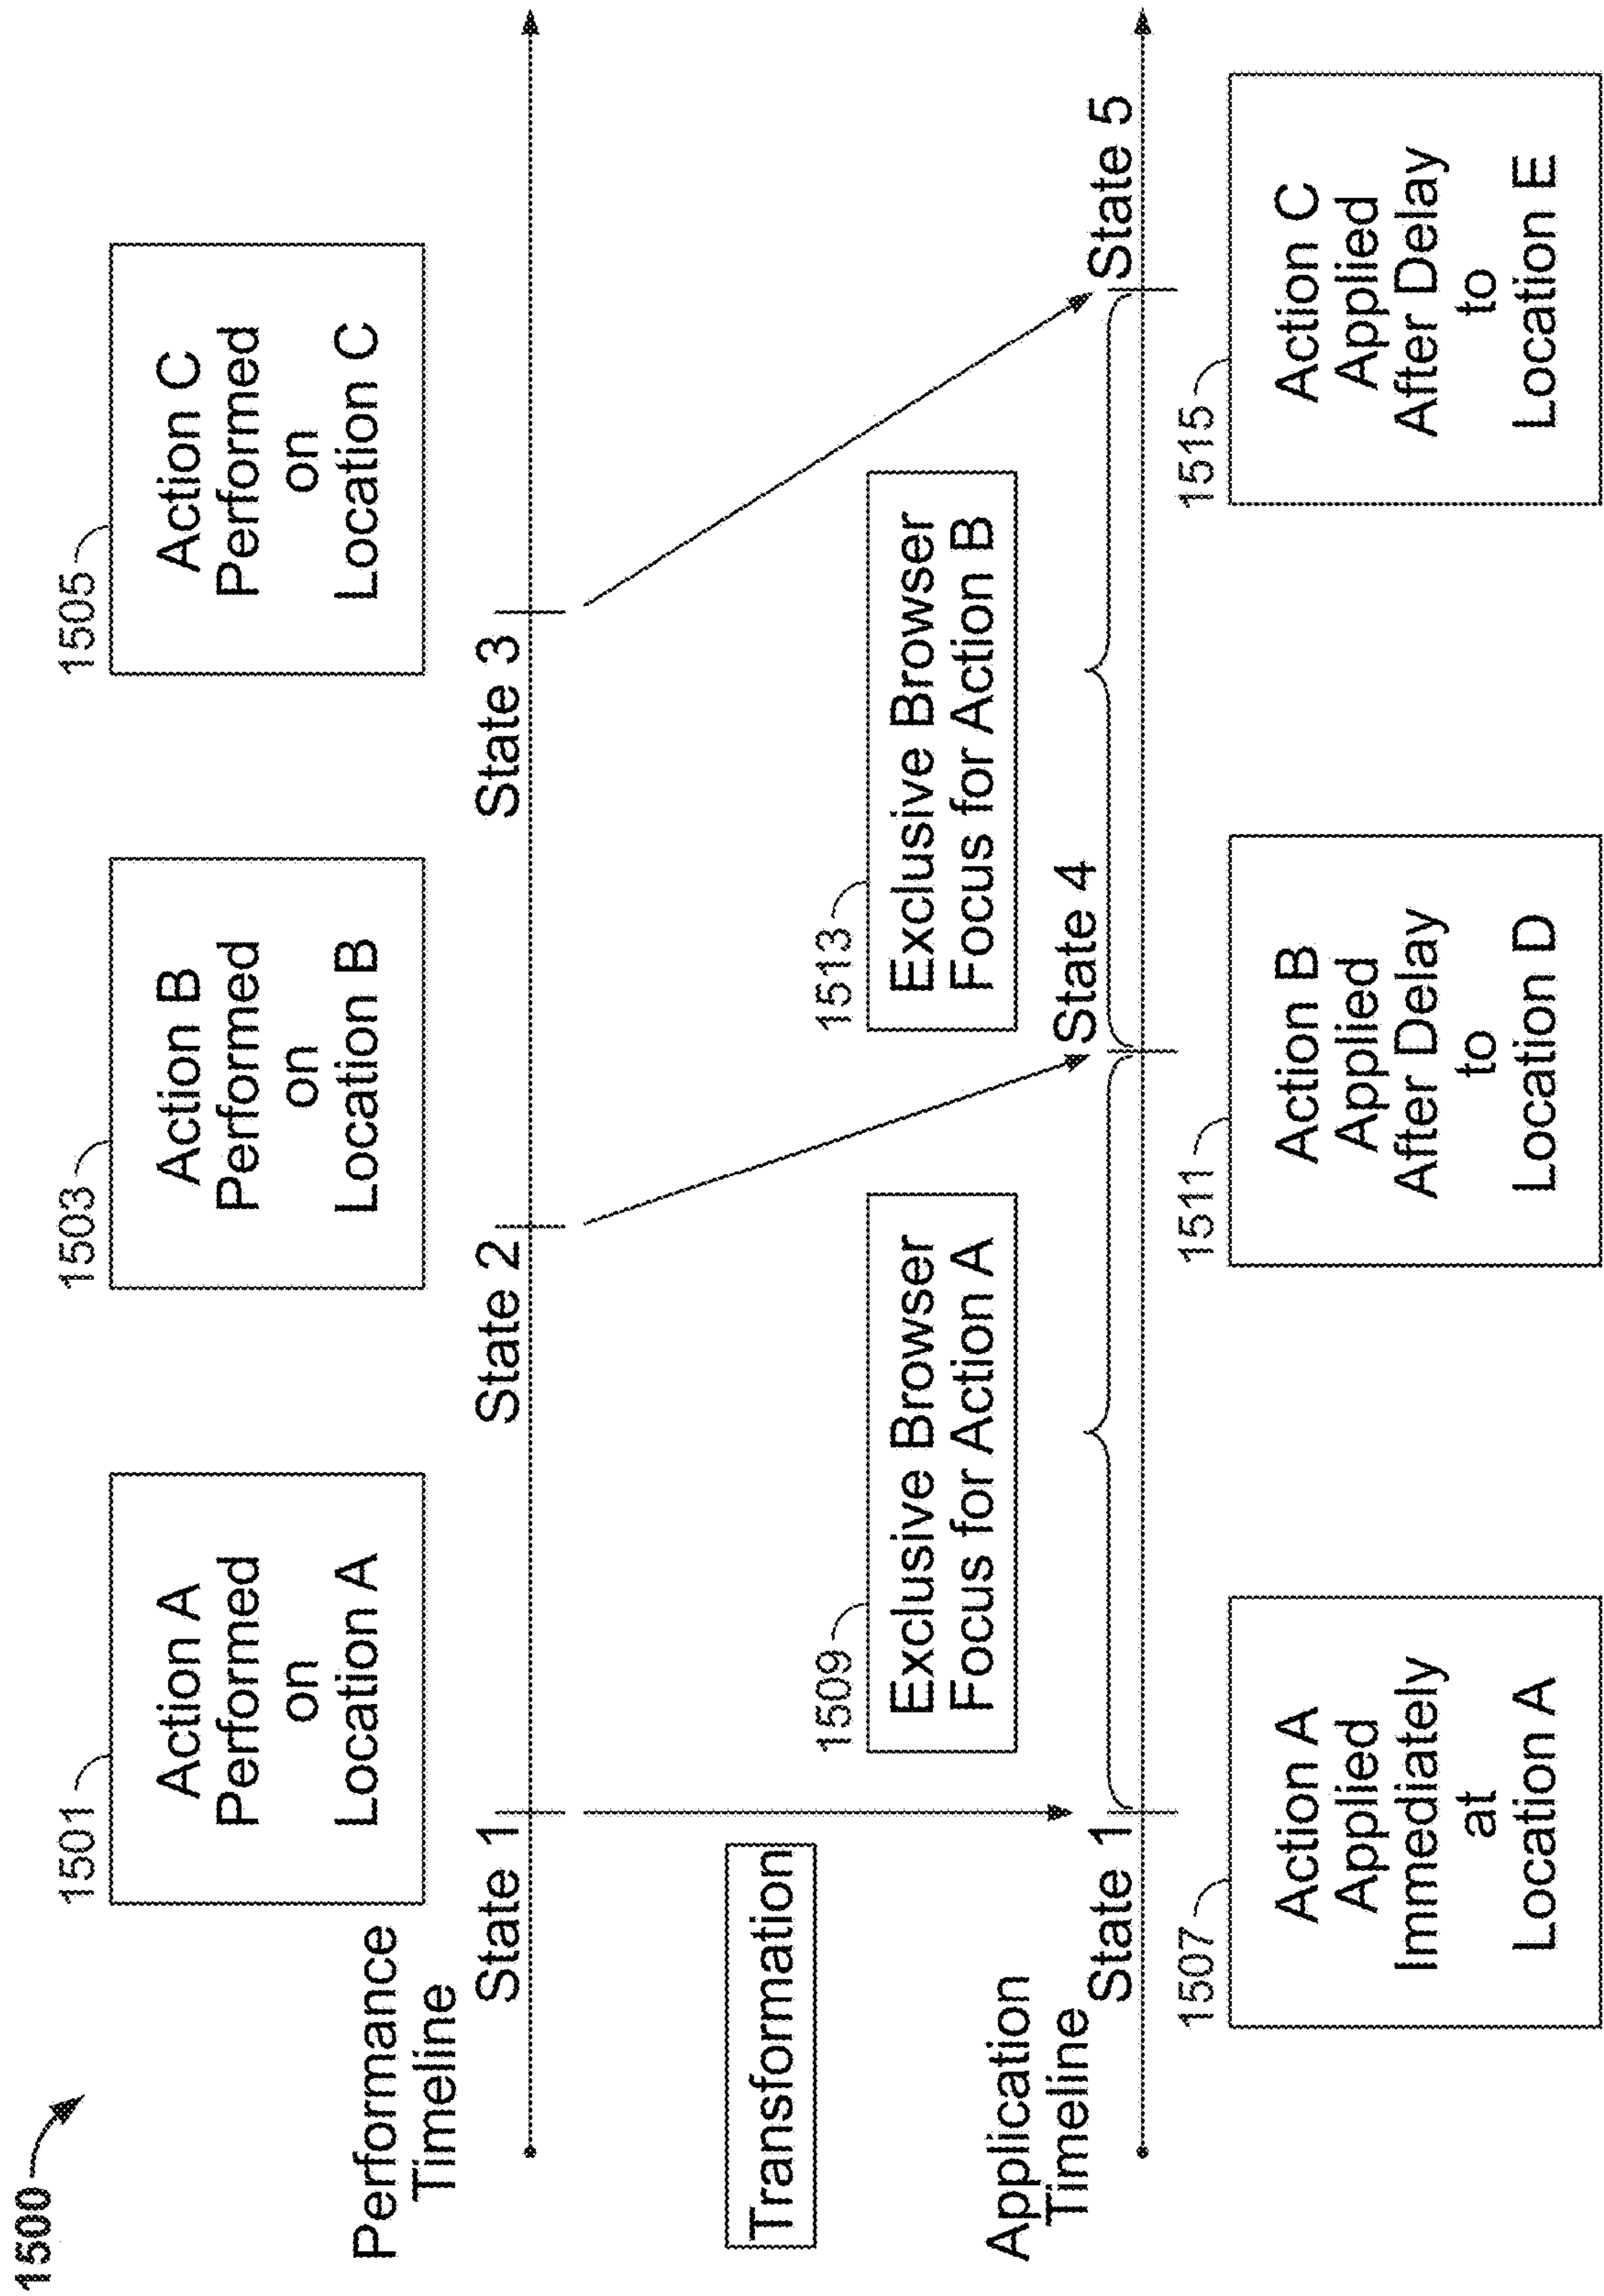 1500
1501
Action A
Performed
on
Location A
1503
Action B
Performed
on
Location B
1505
Action C
Performed
on
Location C
Performance
Timeline
State 1
State 2
State 3
Transformation
1509
Exclusive Browser
Focus for Action A
1513
Exclusive Browser
Focus for Action B
Application
Timeline
State 1
State 4
State 5
1507
Action A
Applied
Immediately
at
Location A
1511
Action B
Applied
After Delay
to
Location D
1515
Action C
Applied
After Delay
to
Location E